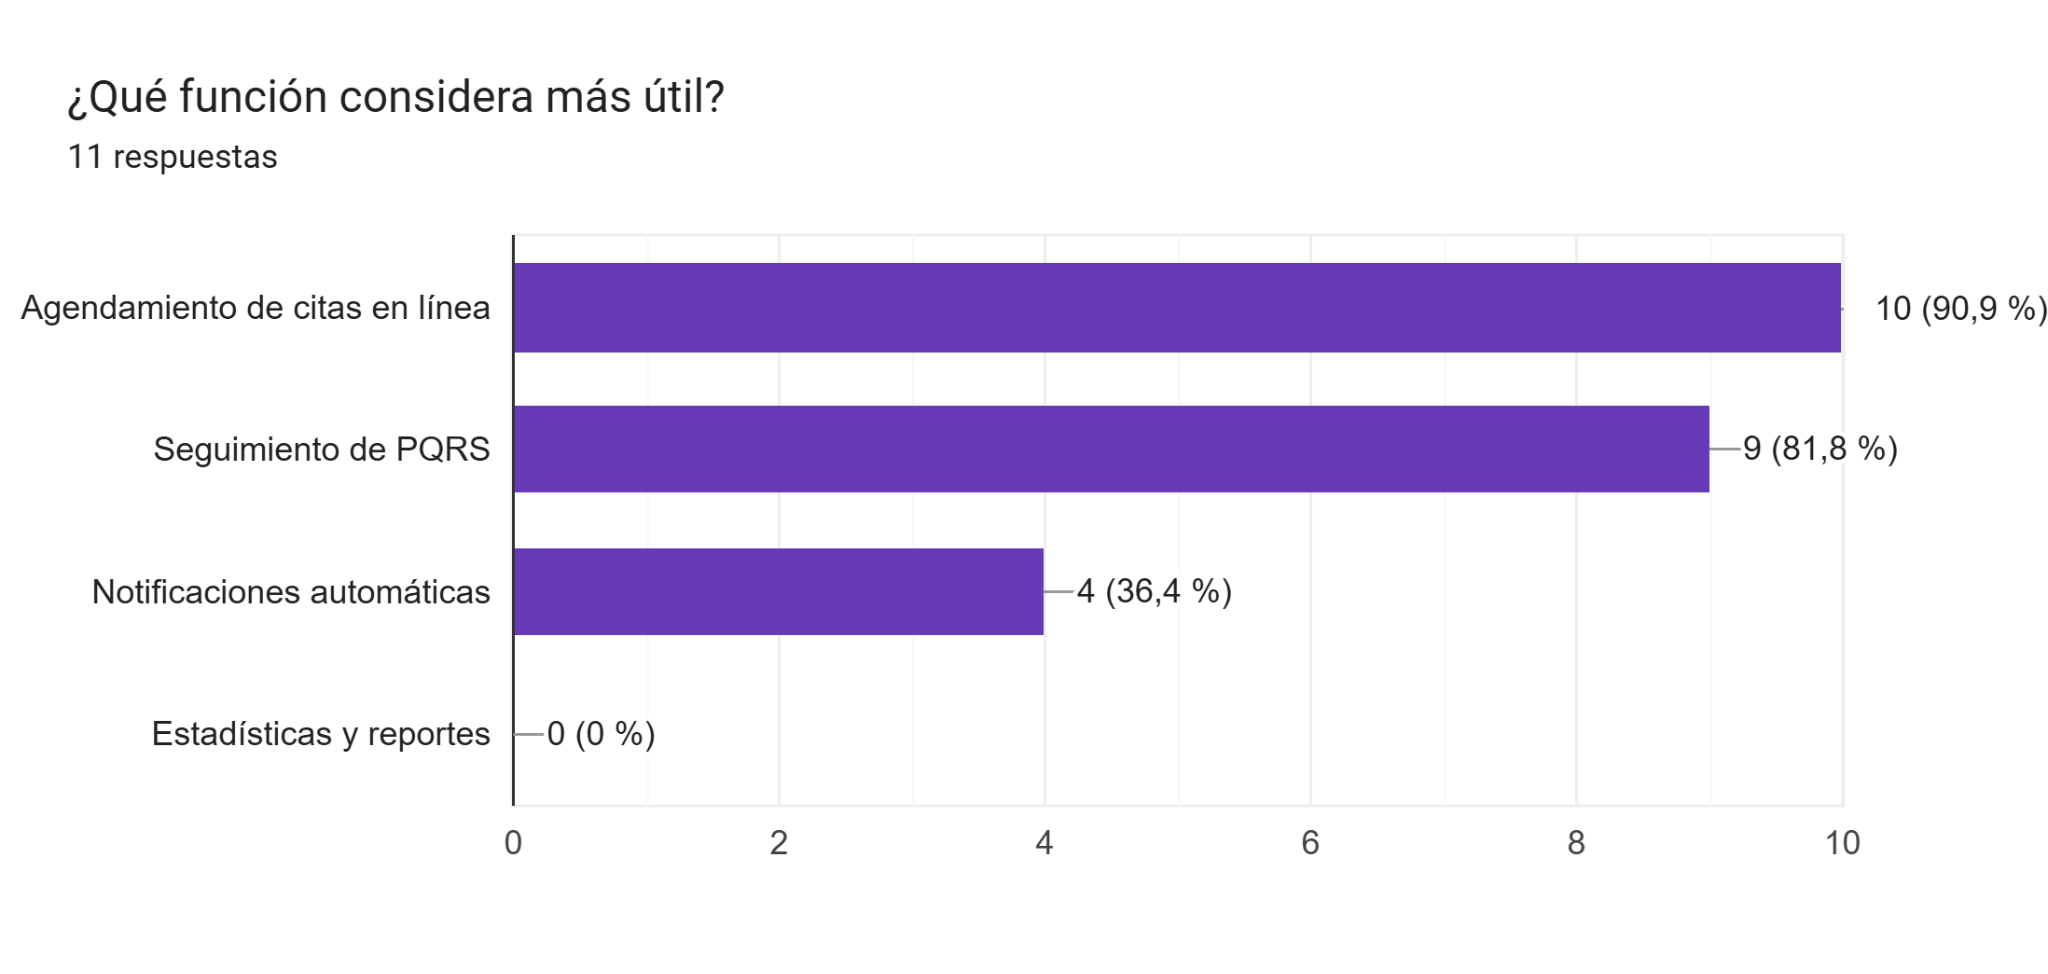 ¿Qué función considera más útil?
11 respuestas
Agendamiento de citas en línea
10 (90,9 %)
Seguimiento de PQRS
9 (81,8 %)
Notificaciones automáticas
4 (36,4 %)
Estadísticas y reportes
0 (0 %)
0 2 4 6 8 10